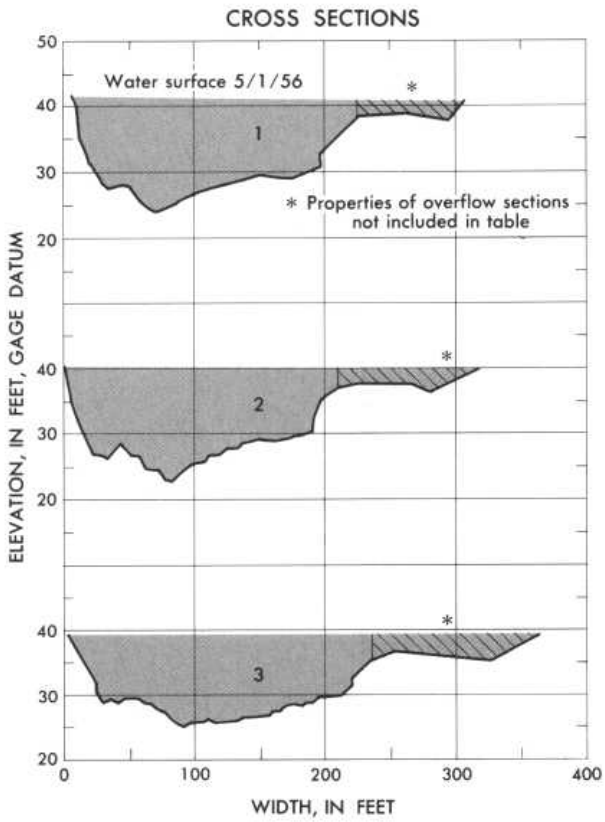 CROSS SECTIONS
50
Water surface 5/1/56
*
40
1
30
* Properties of overflow sections
not included in table
20
ELEVATION, IN FEET, GAGE DATUM
*
40
2
30
20
*
40
3
30
20
0 100 200 300 400
WIDTH, IN FEET